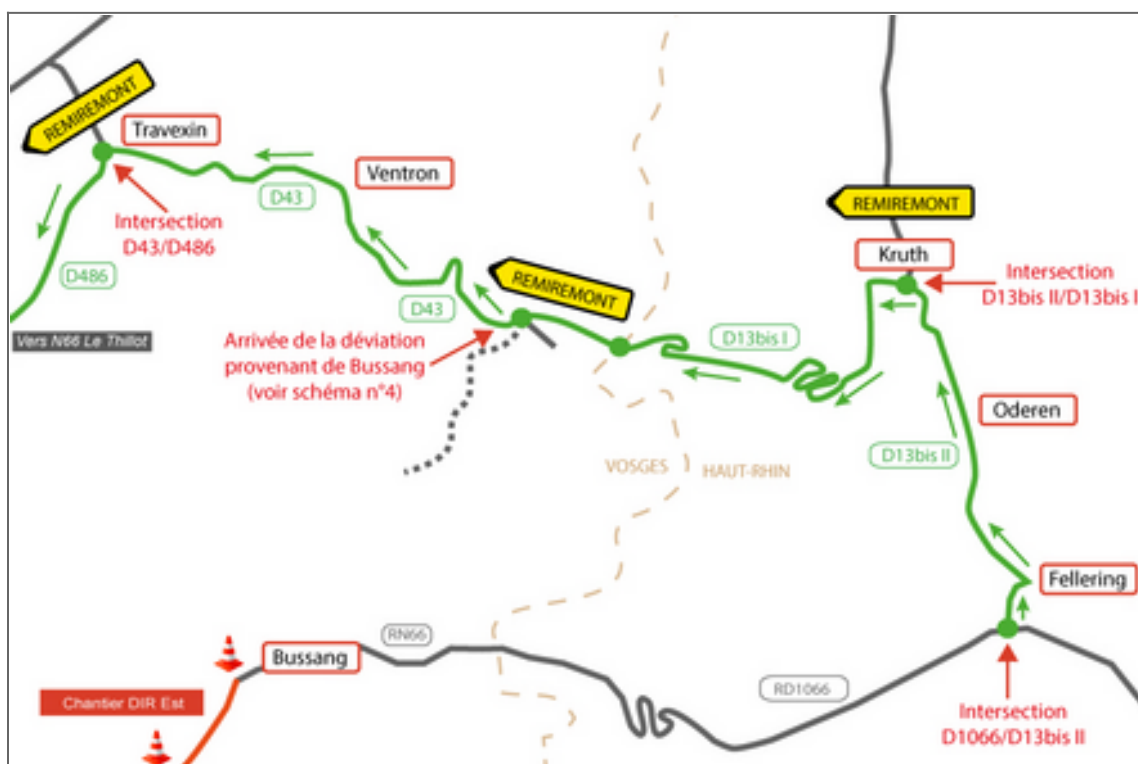 REMIREMONT
Travexin
Ventron
D43
Intersection
D43/D486
D486
Vers N66 Le Thillot
REMIREMONT
Kruth
Intersection
D13bis II/D13bis I
REMIREMONT
D43
D13bis I
Arrivée de la déviation
provenant de Bussang
(voir schéma n°4)
Oderen
D13bis II
VOSGES
HAUT-RHIN
Fellering
RN66
Bussang
Chantier DIR Est
RD1066
Intersection
D1066/D13bis II